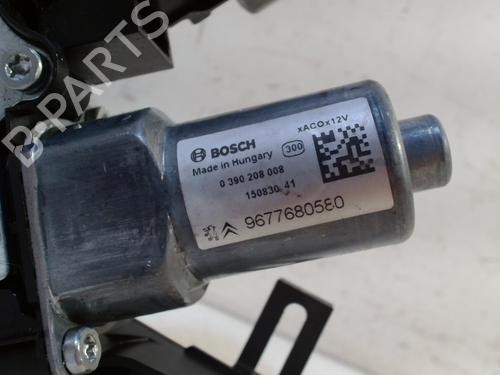 B-PARTS
xACOx12V
BOSCH
Made in Hungary 300
0 390 208 008
150830 41
9677680580